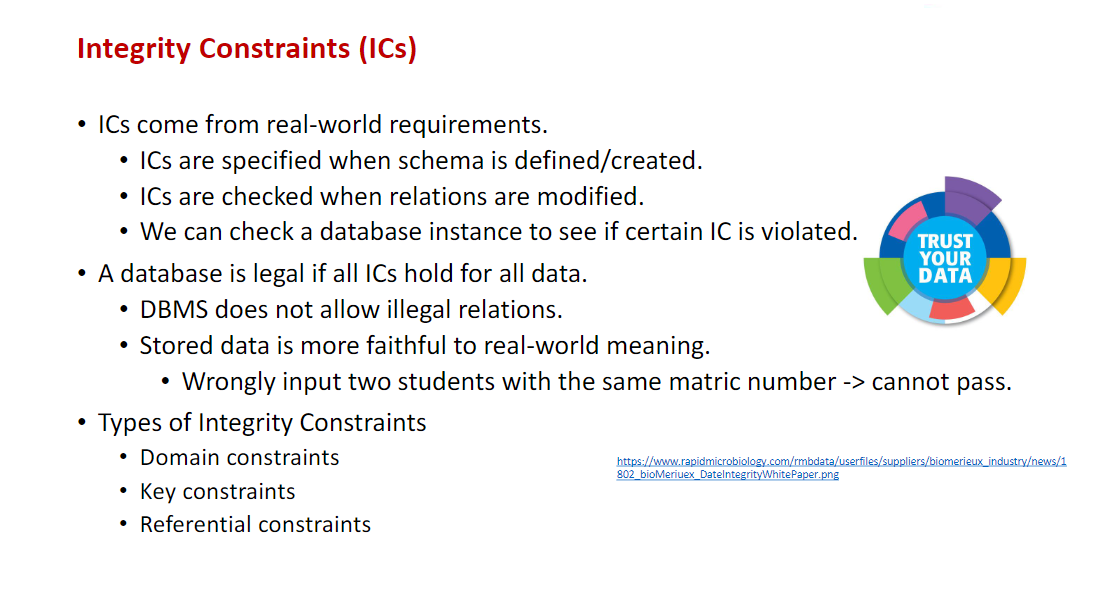 Integrity Constraints (ICs)
• ICs come from real-world requirements.
• ICs are specified when schema is defined/created.
• ICs are checked when relations are modified.
• We can check a database instance to see if certain IC is violated.
TRUST
YOUR
DATA
• A database is legal if all ICs hold for all data.
• DBMS does not allow illegal relations.
• Stored data is more faithful to real-world meaning.
• Wrongly input two students with the same matric number -> cannot pass.
• Types of Integrity Constraints
• Domain constraints
• Key constraints
• Referential constraints
https://www.rapidmicrobiology.com/rmbdata/userfiles/suppliers/biomerieux_industry/news/1
802_bioMeriuex_DateIntegrityWhitePaper.png